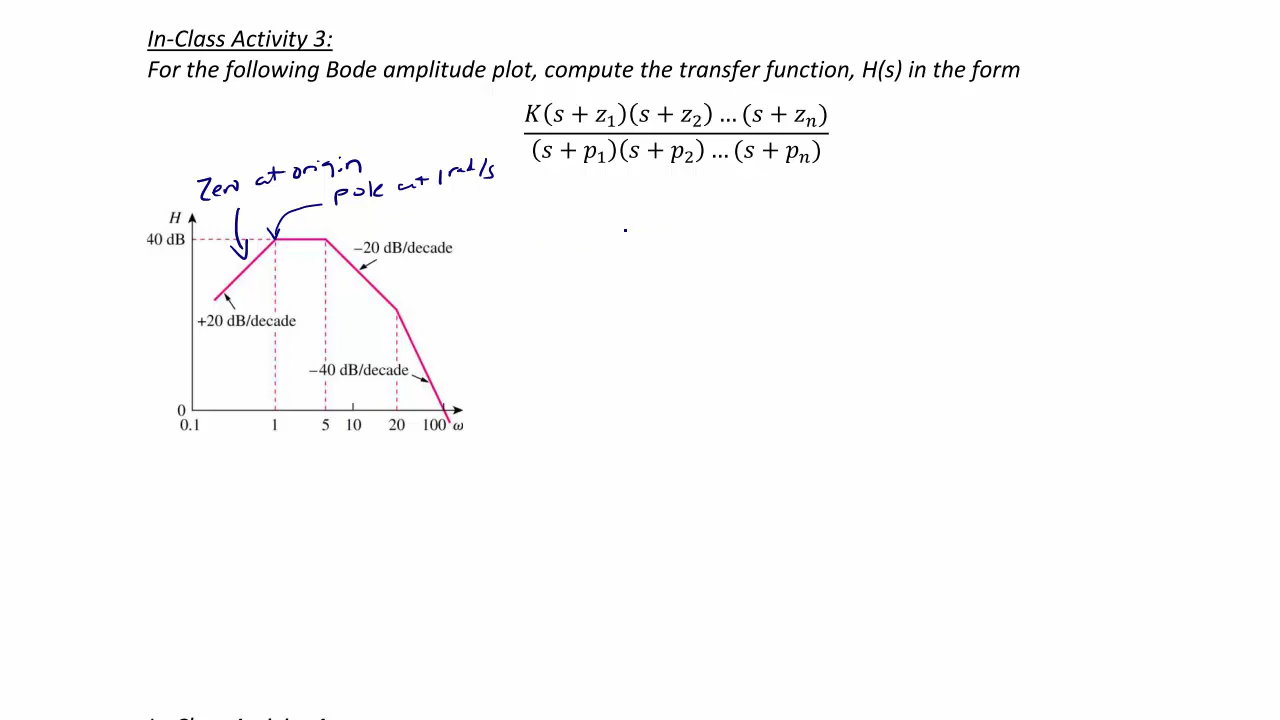 In-Class Activity 3:
For the following Bode amplitude plot, compute the transfer function, H(s) in the form
K(s + z₁)(s + z₂) … (s + zₙ)
(s + p₁)(s + p₂) … (s + pₙ)
Zero at origin
pole at 1 rad/s
H
40 dB
−20 dB/decade
+20 dB/decade
−40 dB/decade
0
0.1 1 5 10 20 100 ω